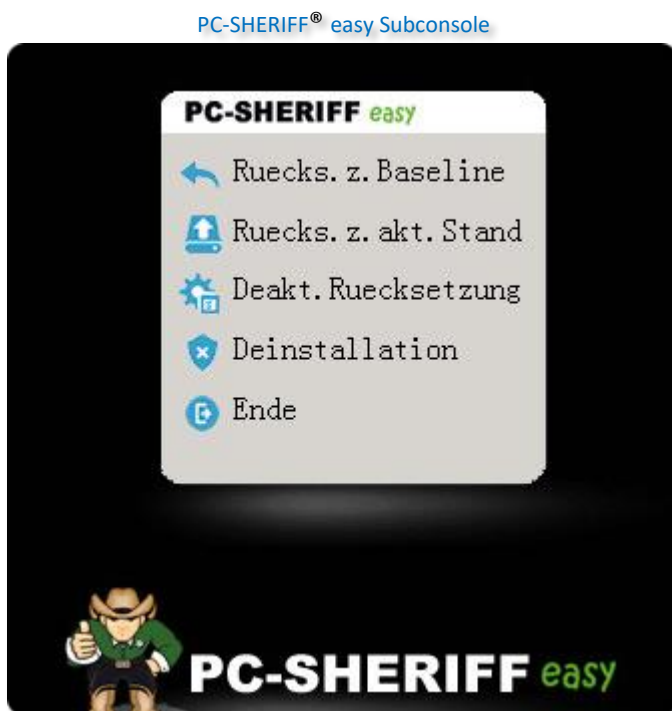 PC-SHERIFF® easy Subconsole
PC-SHERIFF easy
Ruecks.z.Baseline
Ruecks.z.akt.Stand
Deakt.Ruecksetzung
Deinstallation
Ende
PC-SHERIFF easy